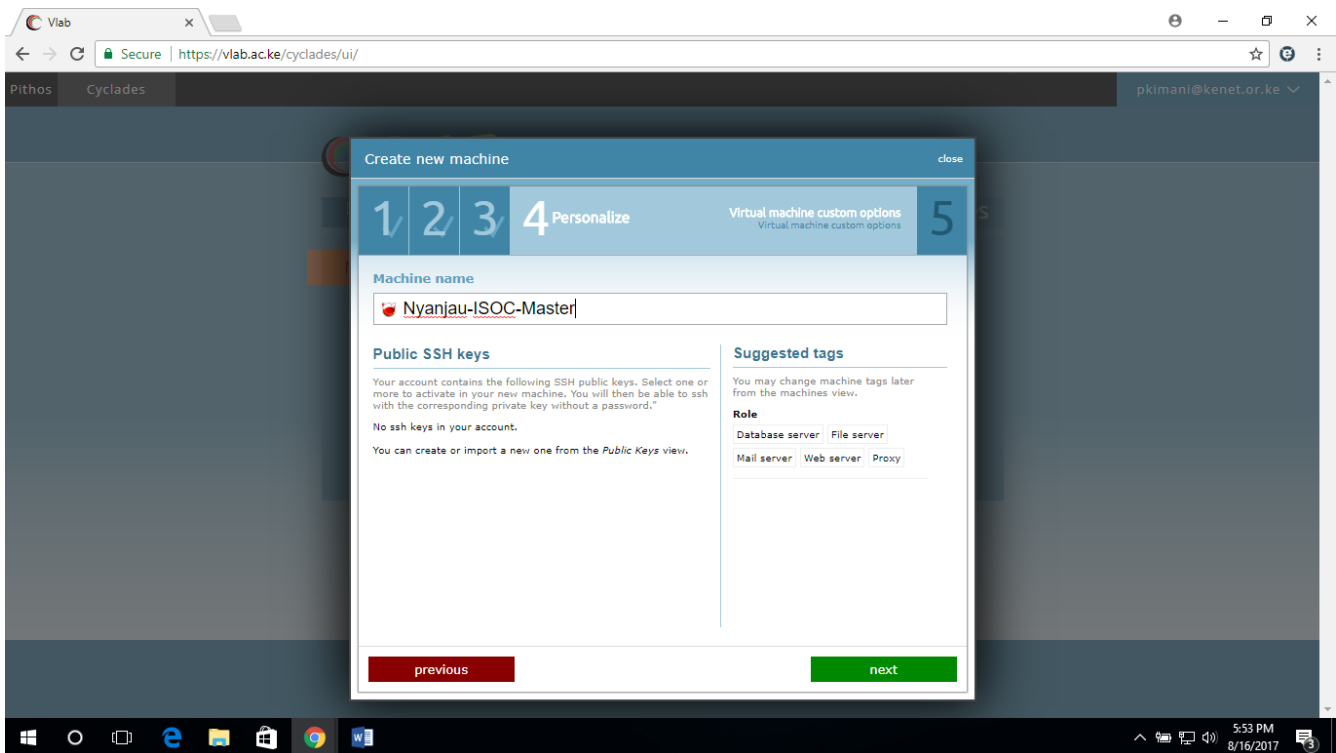 Vlab
Secure | https://vlab.ac.ke/cyclades/ui/
Pithos Cyclades pkimani@kenet.or.ke
Create new machine close
1 2 3 4 Personalize Virtual machine custom options 5
Virtual machine custom options
Machine name
Nyanjau-ISOC-Master
Public SSH keys
Your account contains the following SSH public keys. Select one or
more to activate in your new machine. You will then be able to ssh
with the corresponding private key without a password."
No ssh keys in your account.
You can create or import a new one from the Public Keys view.
Suggested tags
You may change machine tags later
from the machines view.
Role
Database server File server
Mail server Web server Proxy
previous next
5:53 PM
8/16/2017
3